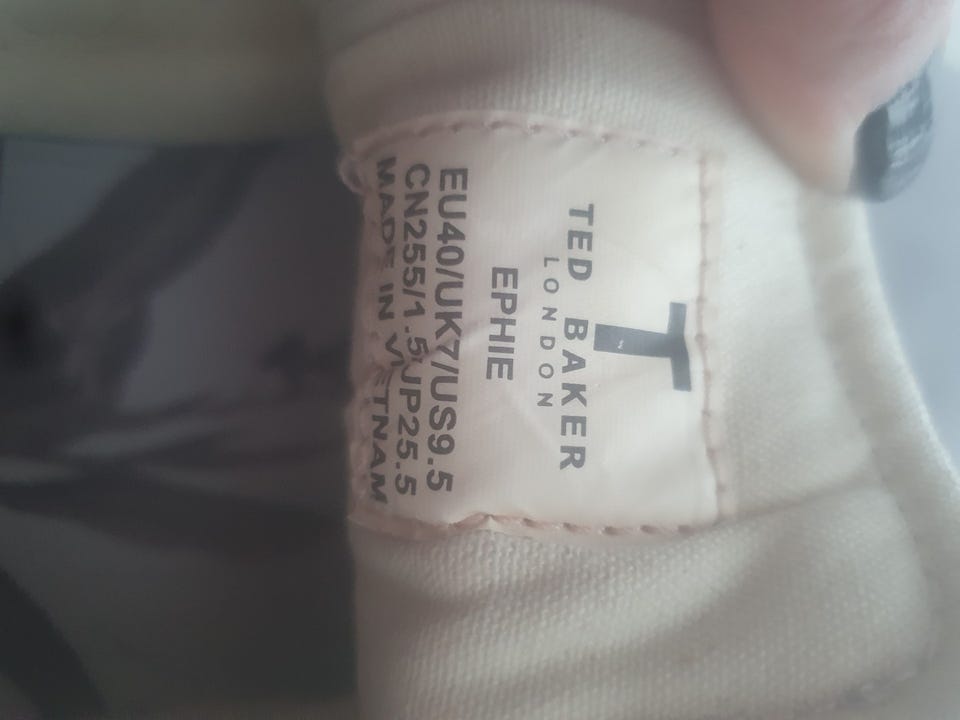 T
TED BAKER
LONDON
EPHIE
EU40/UK7/US9.5
CN255/1.5\JP25.5
MADE IN VIETNAM